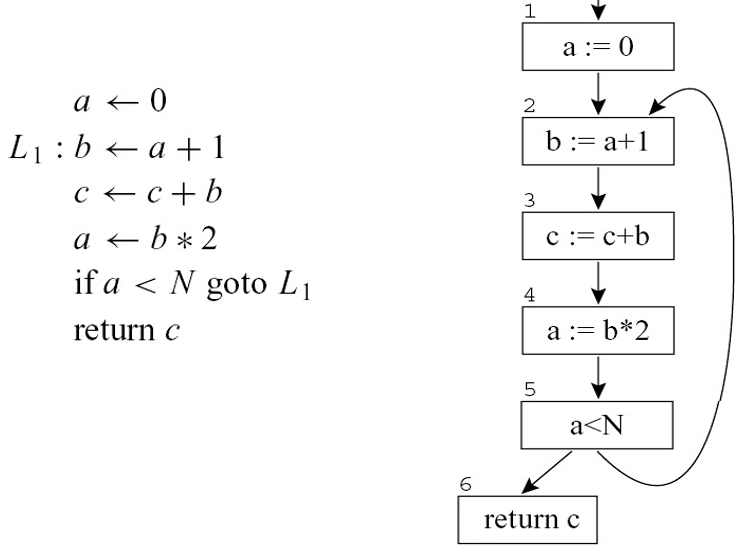 a ← 0
L1 : b ← a + 1
c ← c + b
a ← b ∗ 2
if a < N goto L1
return c
1
a := 0
2
b := a+1
3
c := c+b
4
a := b*2
5
a<N
6
return c